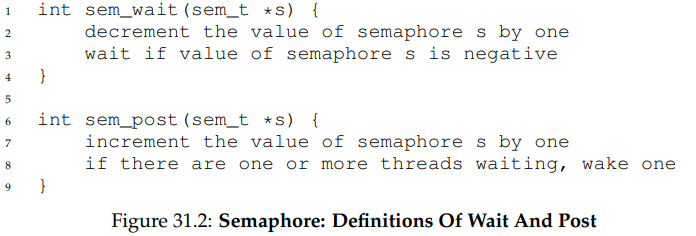 1 int sem_wait(sem_t *s) {
2 decrement the value of semaphore s by one
3 wait if value of semaphore s is negative
4 }
5
6 int sem_post(sem_t *s) {
7 increment the value of semaphore s by one
8 if there are one or more threads waiting, wake one
9 }
Figure 31.2: Semaphore: Definitions Of Wait And Post